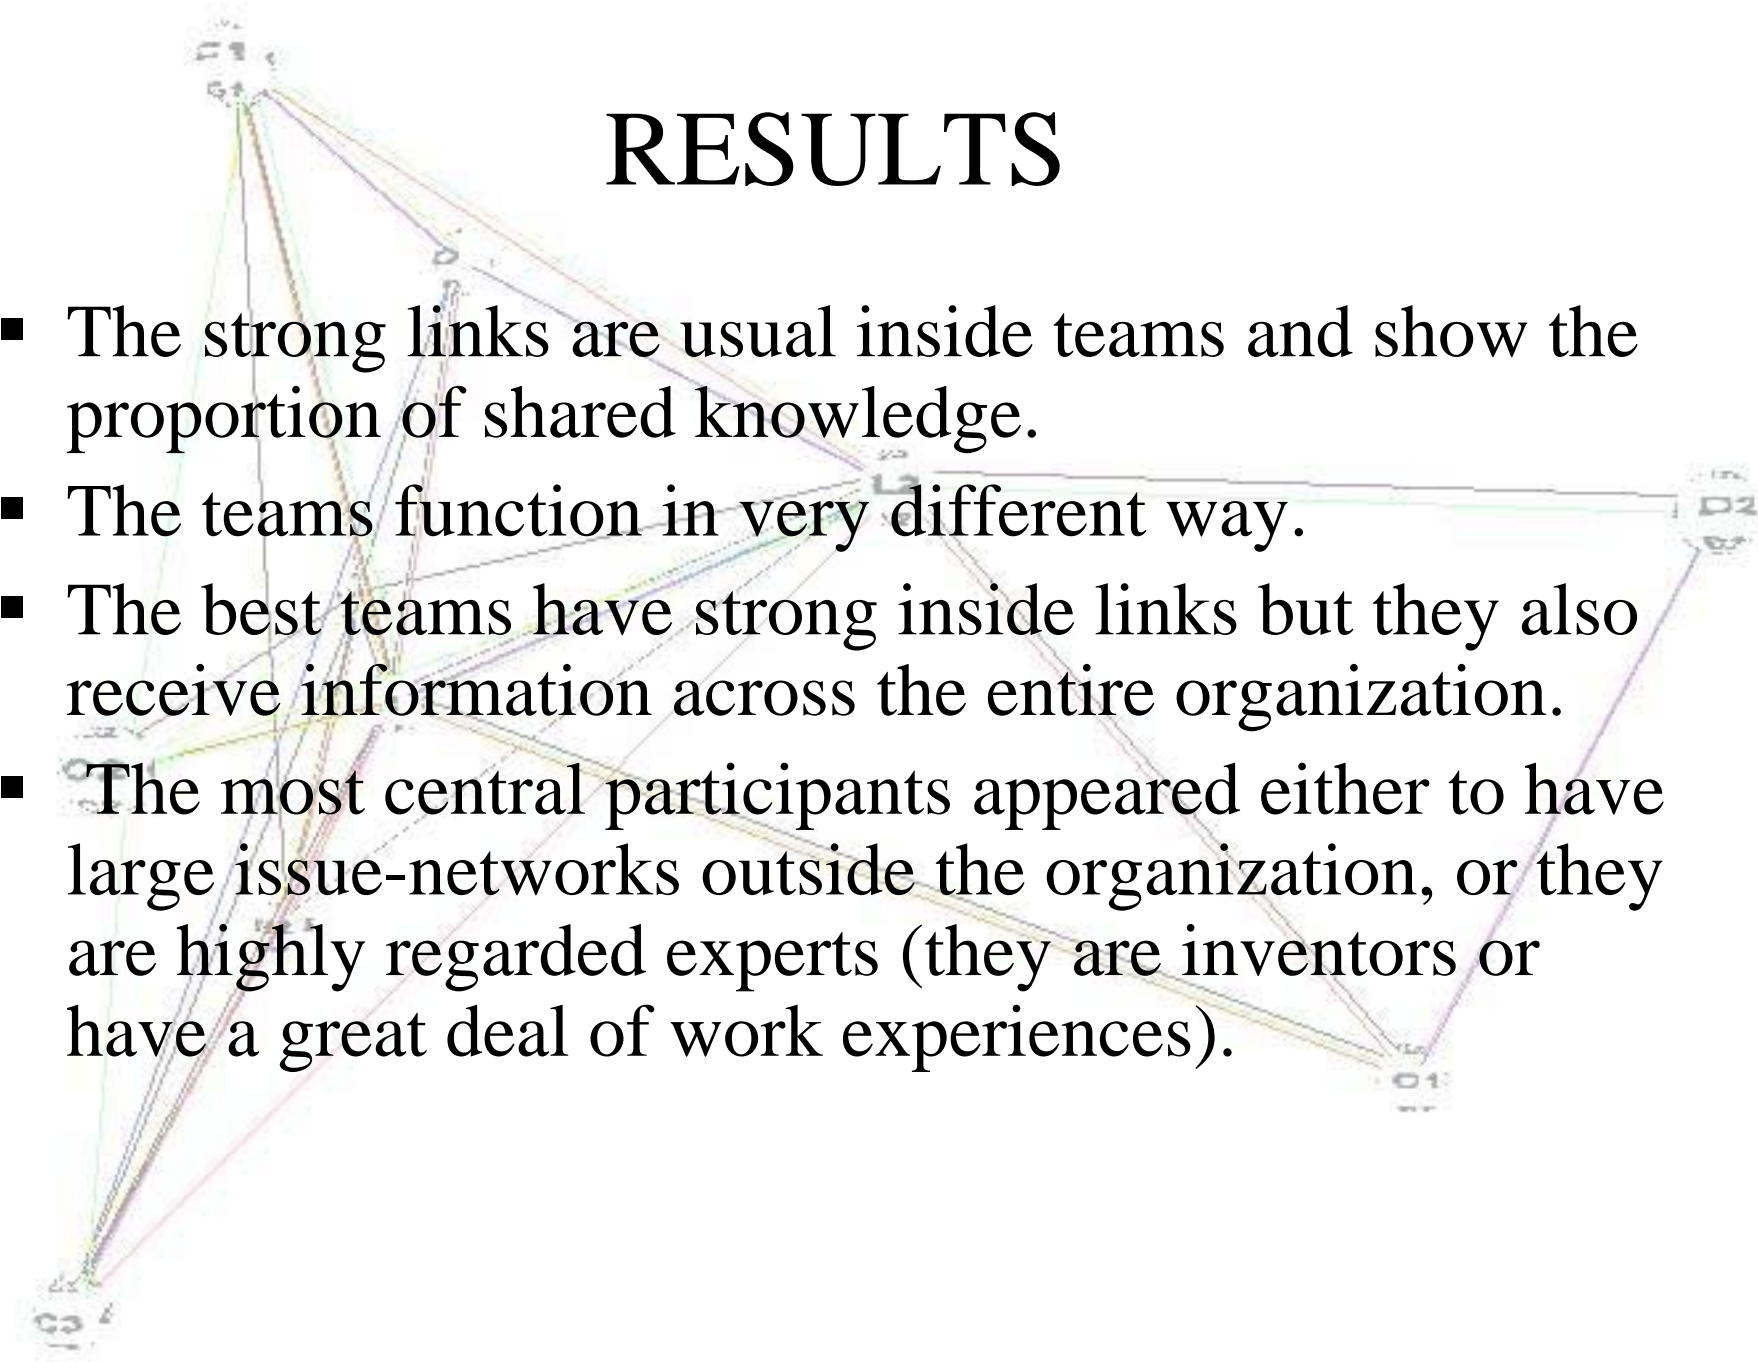 RESULTS
▪ The strong links are usual inside teams and show the
proportion of shared knowledge.
▪ The teams function in very different way.
▪ The best teams have strong inside links but they also
receive information across the entire organization.
▪ The most central participants appeared either to have
large issue-networks outside the organization, or they
are highly regarded experts (they are inventors or
have a great deal of work experiences).
D2